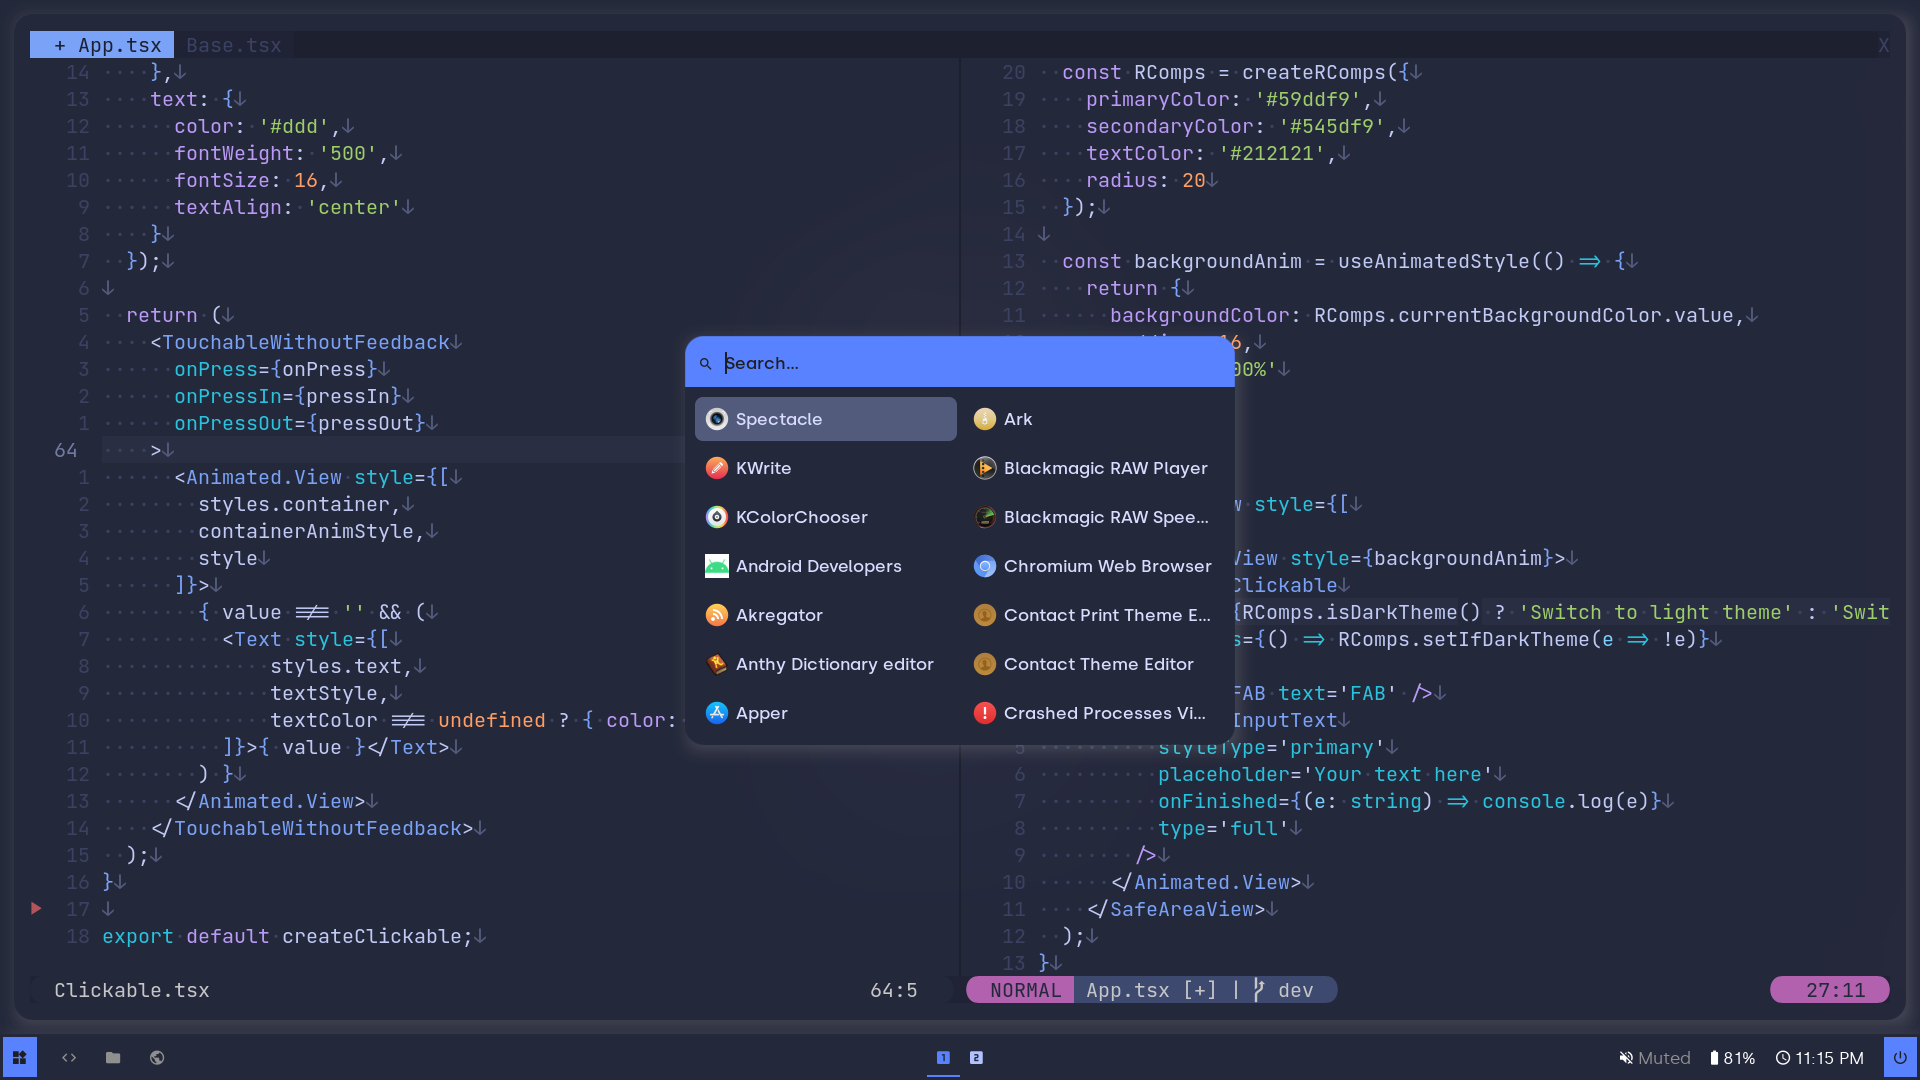 + App.tsx Base.tsx X
14 ···· },↓
13 ···· text: {↓
12 ······ color: '#ddd',↓
11 ······ fontWeight: '500',↓
10 ······ fontSize: 16,↓
9 ······ textAlign: 'center'↓
8 ···· }↓
7 ·· });↓
6 ↓
5 ·· return (↓
4 ···· <TouchableWithoutFeedback↓
3 ······ onPress={onPress}↓
2 ······ onPressIn={pressIn}↓
1 ······ onPressOut={pressOut}↓
64 ···· >↓
1 ······ <Animated.View style={[↓
2 ········ styles.container,↓
3 ········ containerAnimStyle,↓
4 ········ style↓
5 ······ ]}>↓
6 ········ { value !== '' && (↓
7 ·········· <Text style={[↓
8 ·············· styles.text,↓
9 ·············· textStyle,↓
10 ·············· textColor !== undefined ? { color:
11 ·········· ]}>{ value }</Text>↓
12 ········ ) }↓
13 ······ </Animated.View>↓
14 ···· </TouchableWithoutFeedback>↓
15 ·· );↓
16 }↓
17 ↓
18 export default createClickable;↓
Clickable.tsx 64:5
20 ·· const RComps = createRComps({↓
19 ···· primaryColor: '#59ddf9',↓
18 ···· secondaryColor: '#545df9',↓
17 ···· textColor: '#212121',↓
16 ···· radius: 20↓
15 ·· });↓
14 ↓
13 ·· const backgroundAnim = useAnimatedStyle(() => {↓
12 ···· return {↓
11 ······ backgroundColor: RComps.currentBackgroundColor.value,↓
6,↓
00%'↓
style={[↓
View style={backgroundAnim}>↓
Clickable↓
{RComps.isDarkTheme() ? 'Switch to light theme' : 'Swit
s={() => RComps.setIfDarkTheme(e => !e)}↓
FAB text='FAB' />↓
InputText↓
5 ·········· styleType='primary'↓
6 ·········· placeholder='Your text here'↓
7 ·········· onFinished={(e: string) => console.log(e)}↓
8 ·········· type='full'↓
9 ········ />↓
10 ······ </Animated.View>↓
11 ···· </SafeAreaView>↓
12 ·· );↓
13 }↓
NORMAL App.tsx [+] | dev 27:11
Search...
Spectacle
KWrite
KColorChooser
Android Developers
Akregator
Anthy Dictionary editor
Apper
Ark
Blackmagic RAW Player
Blackmagic RAW Spee...
Chromium Web Browser
Contact Print Theme E...
Contact Theme Editor
Crashed Processes Vi...
1 2
Muted 81% 11:15 PM